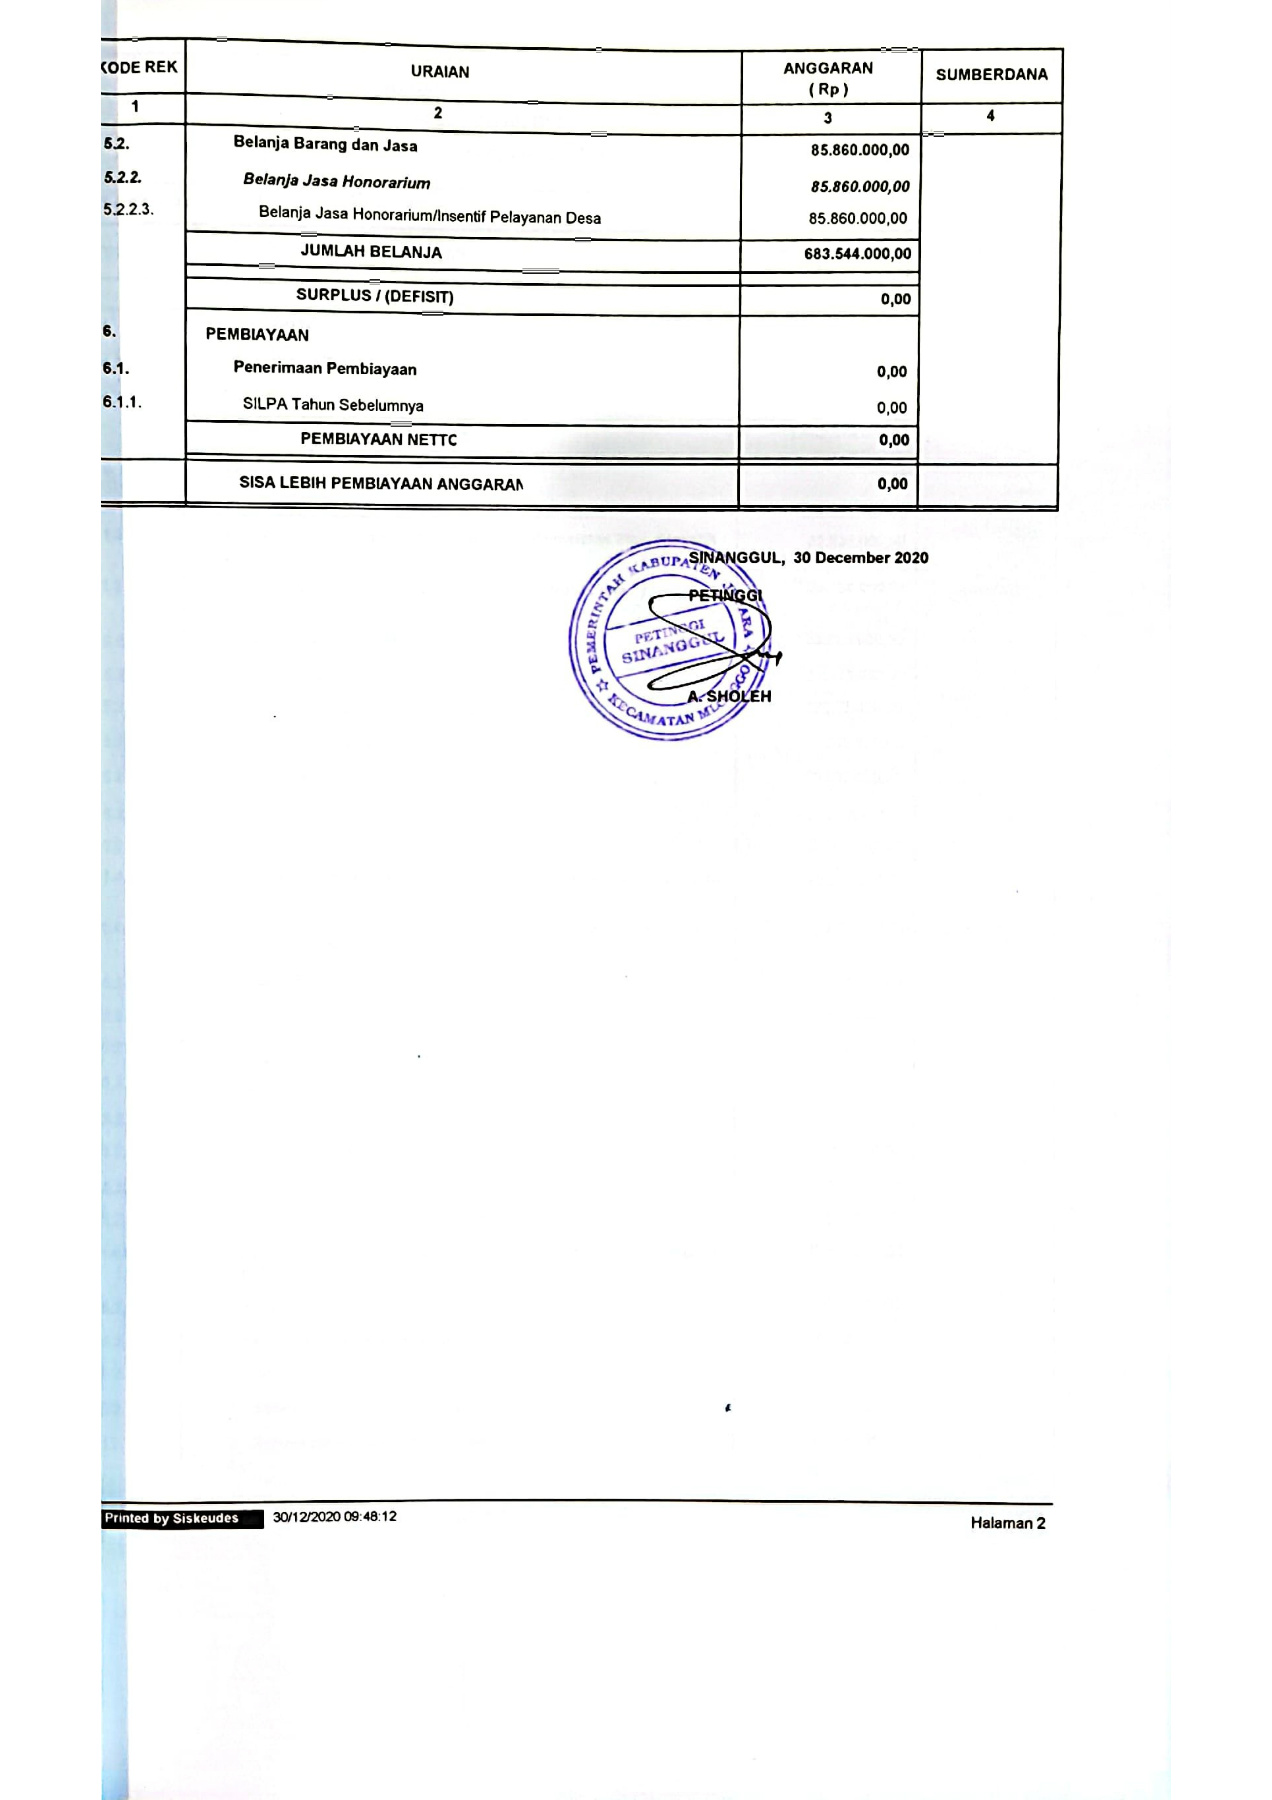 KODE REK URAIAN ANGGARAN ( Rp ) SUMBERDANA
1 2 3 4
5.2. Belanja Barang dan Jasa 85.860.000,00
5.2.2. Belanja Jasa Honorarium 85.860.000,00
5.2.2.3. Belanja Jasa Honorarium/Insentif Pelayanan Desa 85.860.000,00
JUMLAH BELANJA 683.544.000,00
SURPLUS / (DEFISIT) 0,00
6. PEMBIAYAAN
6.1. Penerimaan Pembiayaan 0,00
6.1.1. SILPA Tahun Sebelumnya 0,00
PEMBIAYAAN NETTC 0,00
SISA LEBIH PEMBIAYAAN ANGGARAN 0,00
SINANGGUL, 30 December 2020
PETINGGI
PEMERINTAH KABUPATEN
PETINGGI
SINANGGUL
KECAMATAN
A. SHOLEH
Printed by Siskeudes 30/12/2020 09:48:12 Halaman 2